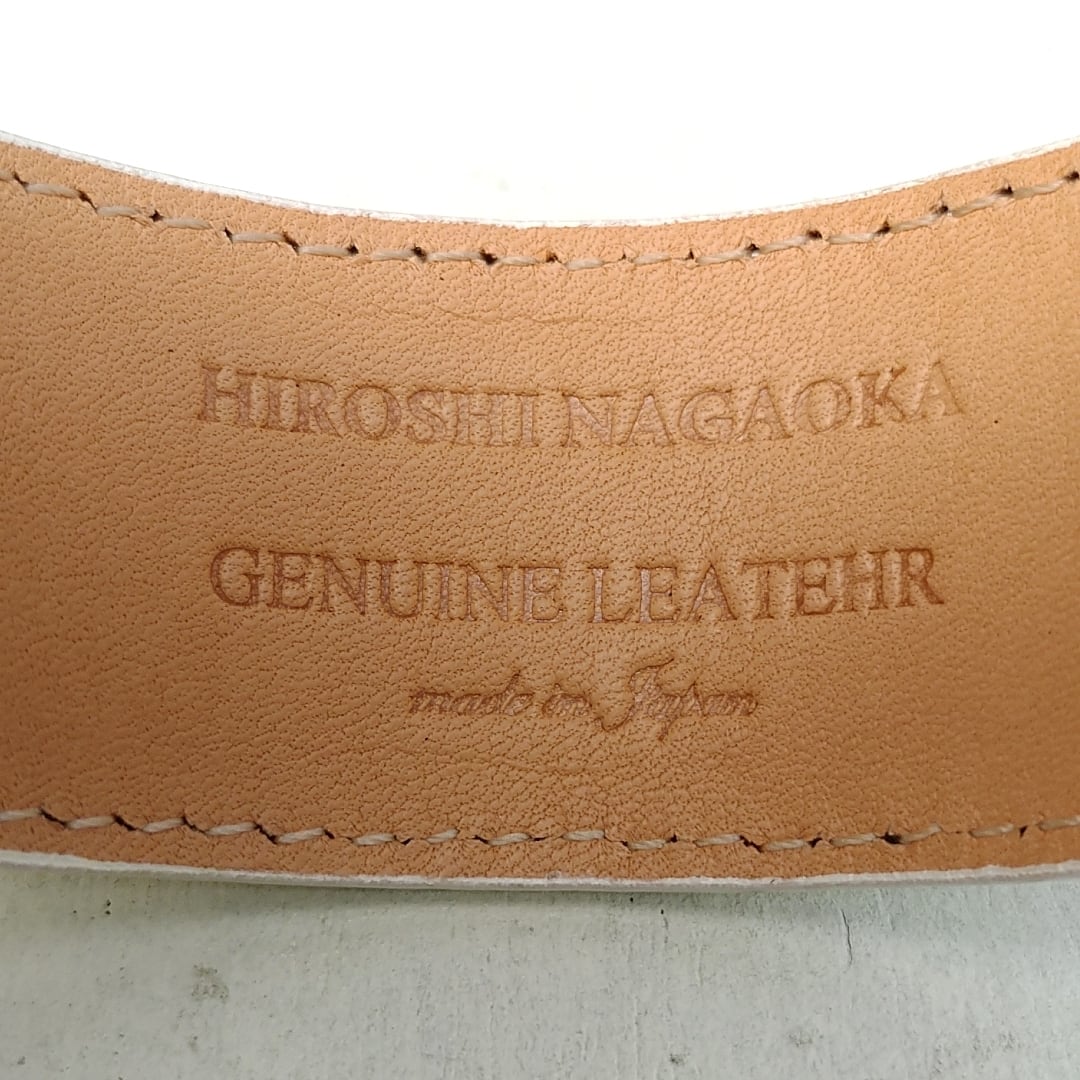 HIROSHI NAGAOKA
GENUINE LEATEHR
made in Japan